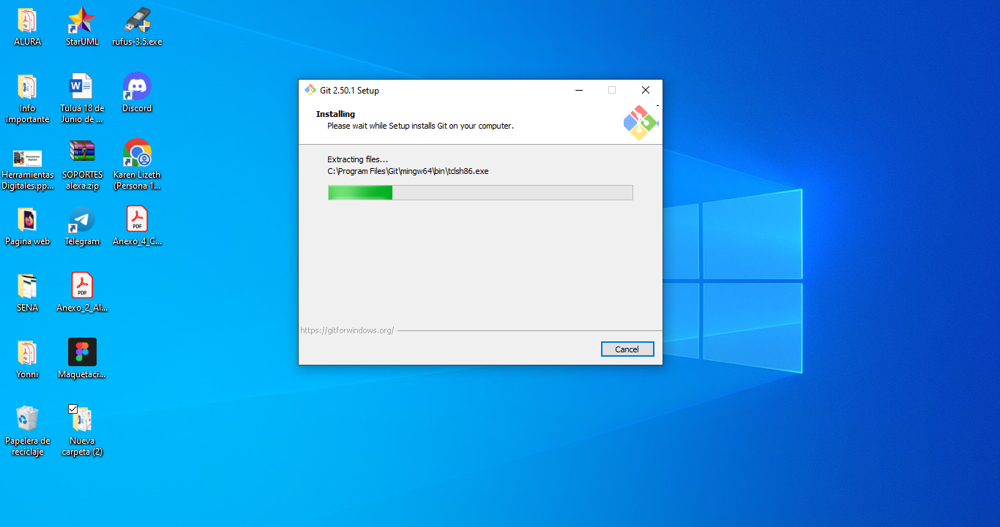 ALURA
StarUML
rufus-3.5.exe
Info
Importante
Tuluá 18 de
Junio de ...
Discord
Herramientas
Digitales.pp...
SOPORTES
alexa.zip
Karen Lizeth
(Persona 1...
Pagina web
Telegram
Anexo_4_C...
SENA
Anexo_2_Al...
Yonni
Maquetaci...
Papelera de
reciclaje
Nueva
carpeta (2)
Git 2.50.1 Setup
Installing
Please wait while Setup installs Git on your computer.
Extracting files...
C:\Program Files\Git\mingw64\bin\tclsh86.exe
https://gitforwindows.org/
Cancel
PDF
PDF